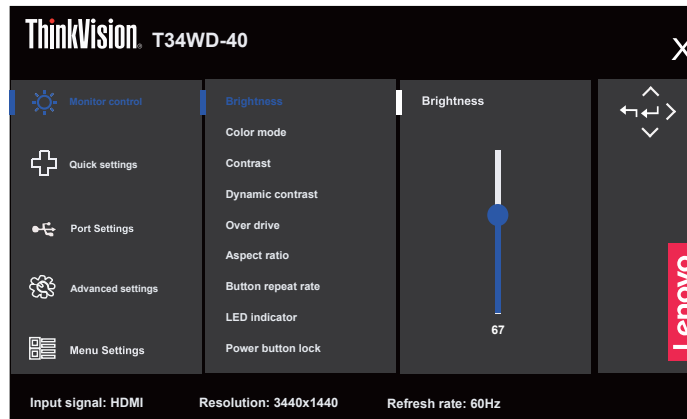 ThinkVision. T34WD-40
X
Monitor control
Quick settings
Port Settings
Advanced settings
Menu Settings
Brightness
Color mode
Contrast
Dynamic contrast
Over drive
Aspect ratio
Button repeat rate
LED indicator
Power button lock
Brightness
67
Lenovo
Input signal: HDMI Resolution: 3440x1440 Refresh rate: 60Hz